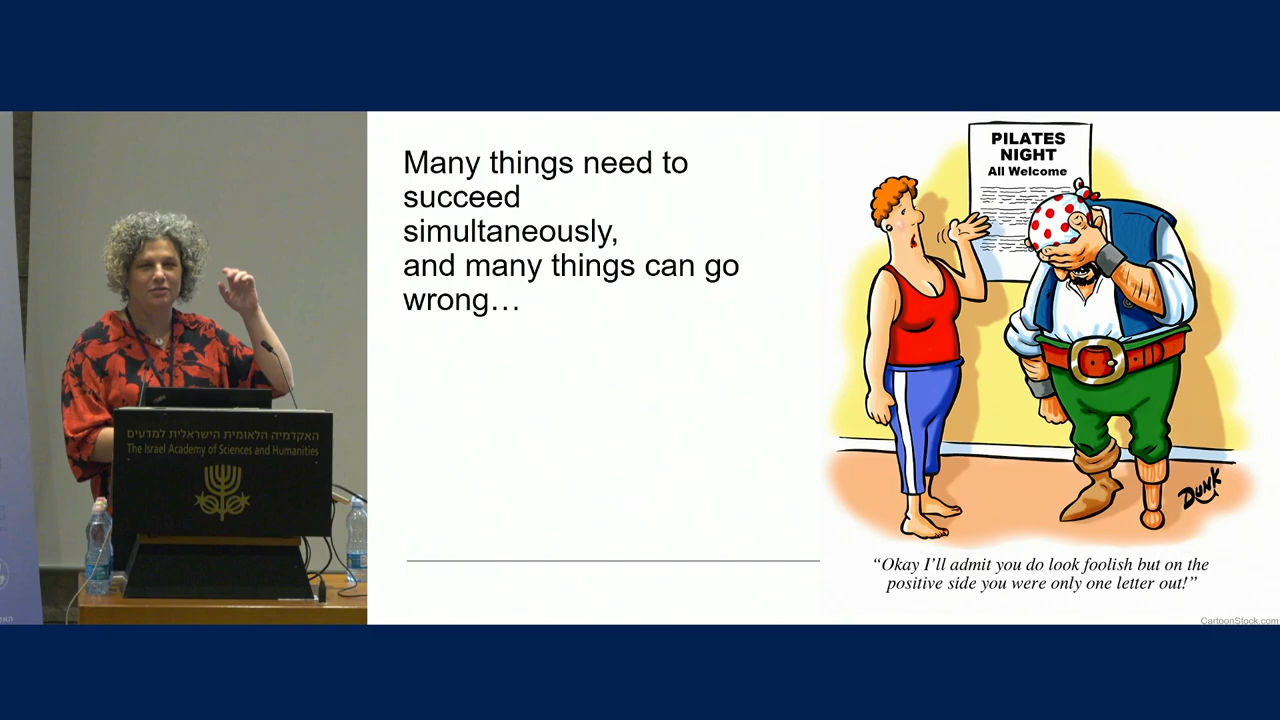 האקדמיה הלאומית הישראלית למדעים
The Israel Academy of Sciences and Humanities
Many things need to
succeed
simultaneously,
and many things can go
wrong…
PILATES
NIGHT
All Welcome
DUNK
“Okay I’ll admit you do look foolish but on the
positive side you were only one letter out!”
CartoonStock.com